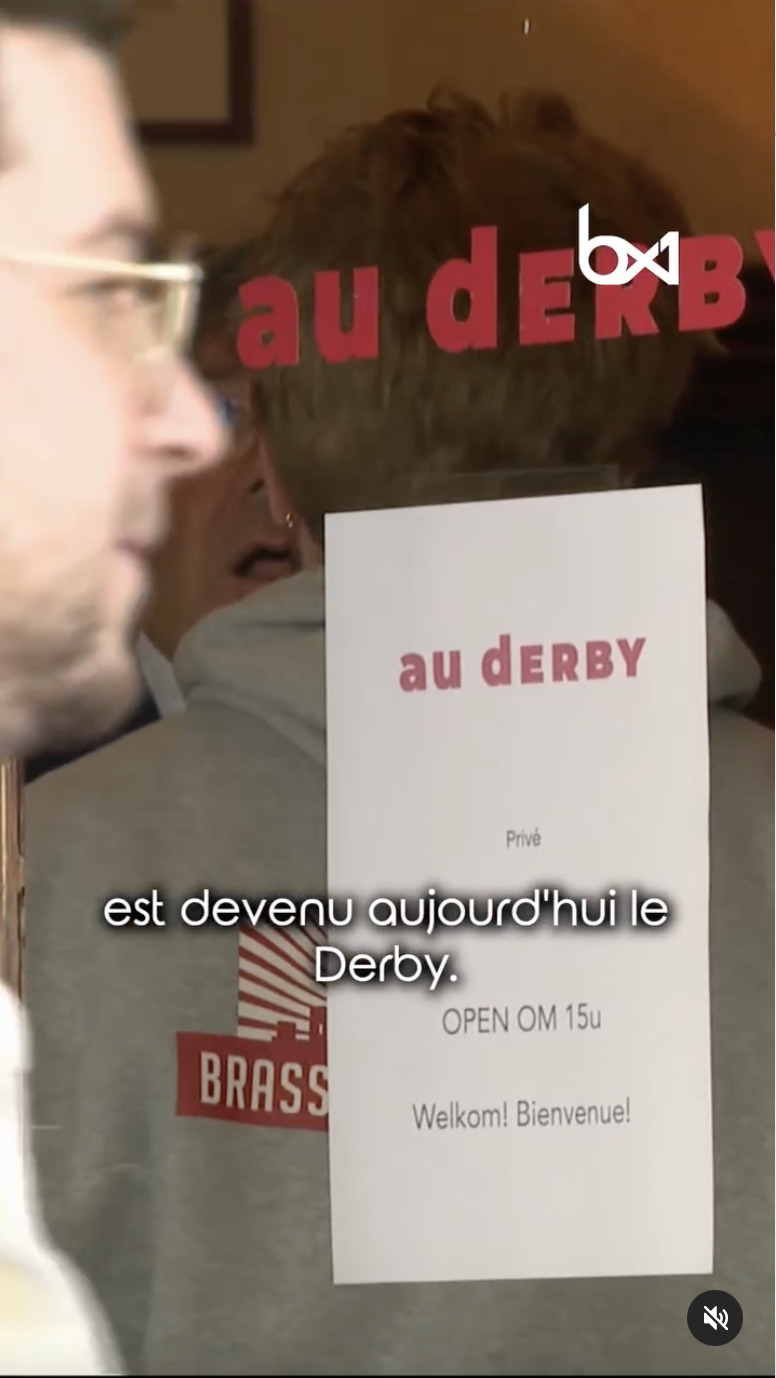 bx1
au dERBY
au dERBY
Privé
est devenu aujourd'hui le
Derby.
OPEN OM 15u
BRASS
Welkom! Bienvenue!